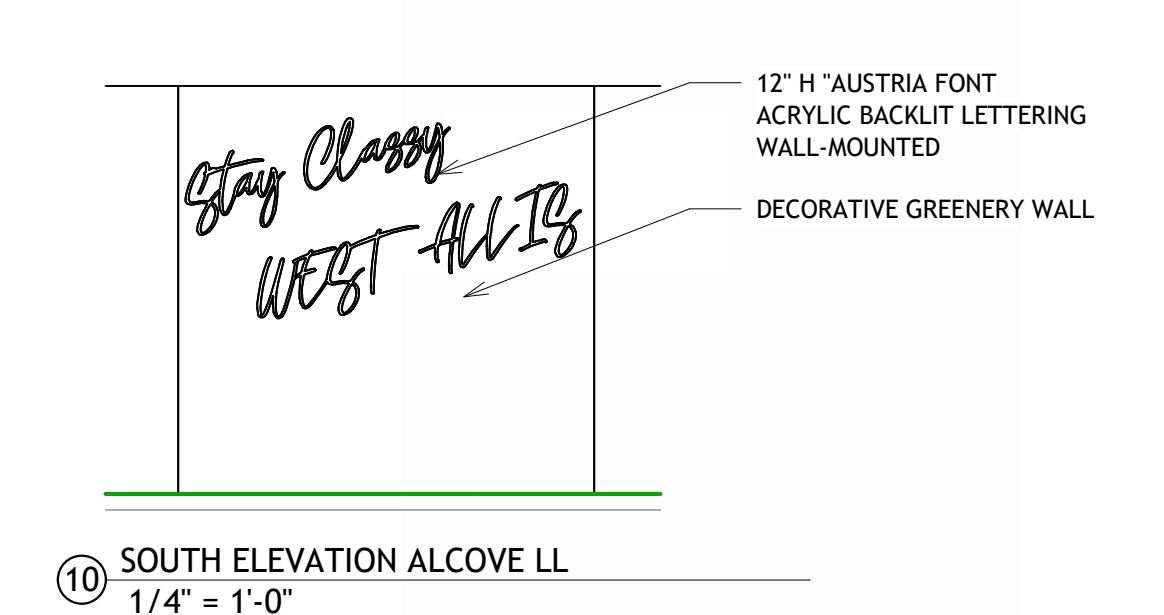 12" H "AUSTRIA FONT
ACRYLIC BACKLIT LETTERING
WALL-MOUNTED
Stay Classy
WEST ALLIS
DECORATIVE GREENERY WALL
10
SOUTH ELEVATION ALCOVE LL
1/4" = 1'-0"